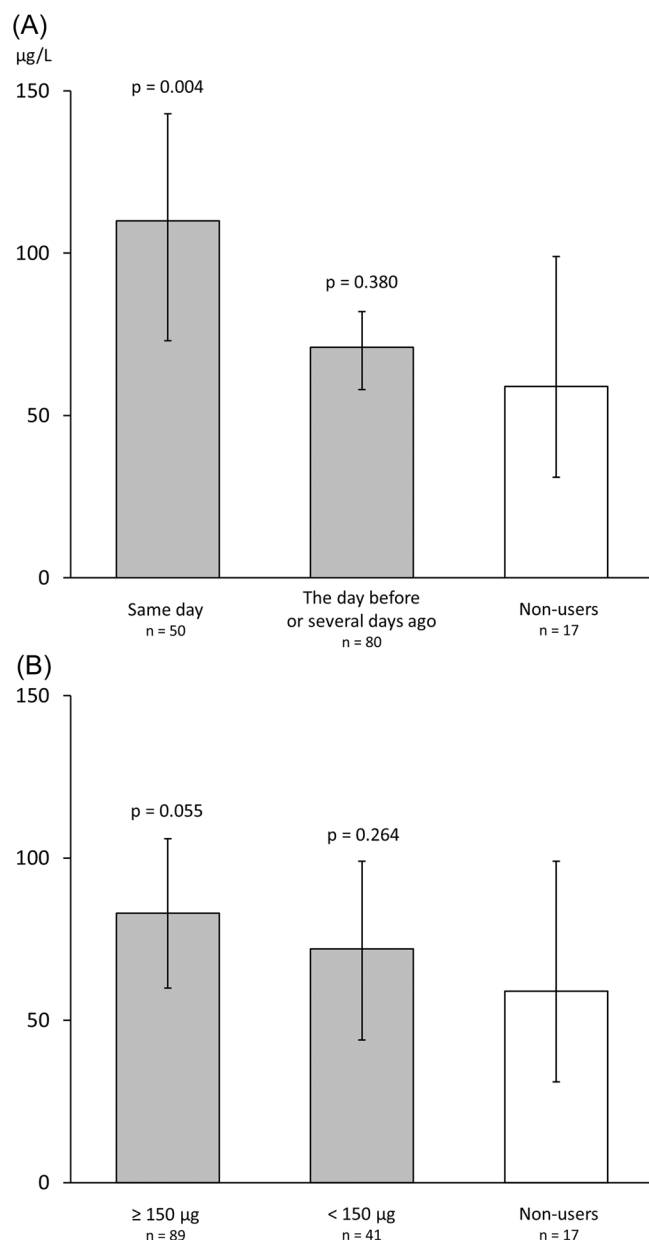 (A)
µg/L
150
p = 0.004
100
p = 0.380
50
0
Same day
n = 50
The day before
or several days ago
n = 80
Non-users
n = 17
(B)
150
p = 0.055
p = 0.264
100
50
0
≥ 150 µg
n = 89
< 150 µg
n = 41
Non-users
n = 17